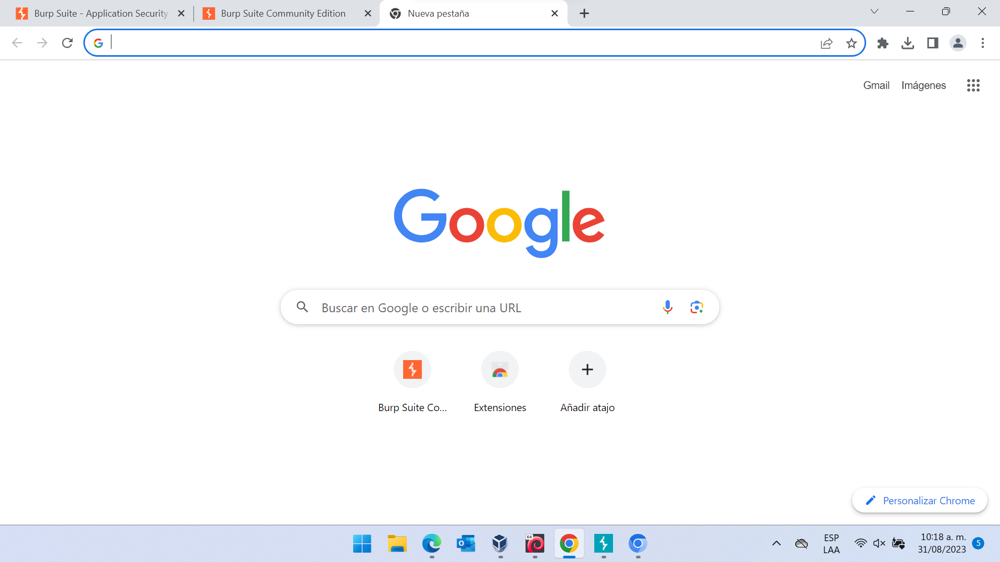 Burp Suite - Application Security
Burp Suite Community Edition
Nueva pestaña
Gmail
Imágenes
Google
Buscar en Google o escribir una URL
Burp Suite Co...
Extensiones
Añadir atajo
Personalizar Chrome
64
ESP
LAA
10:18 a. m.
31/08/2023
5